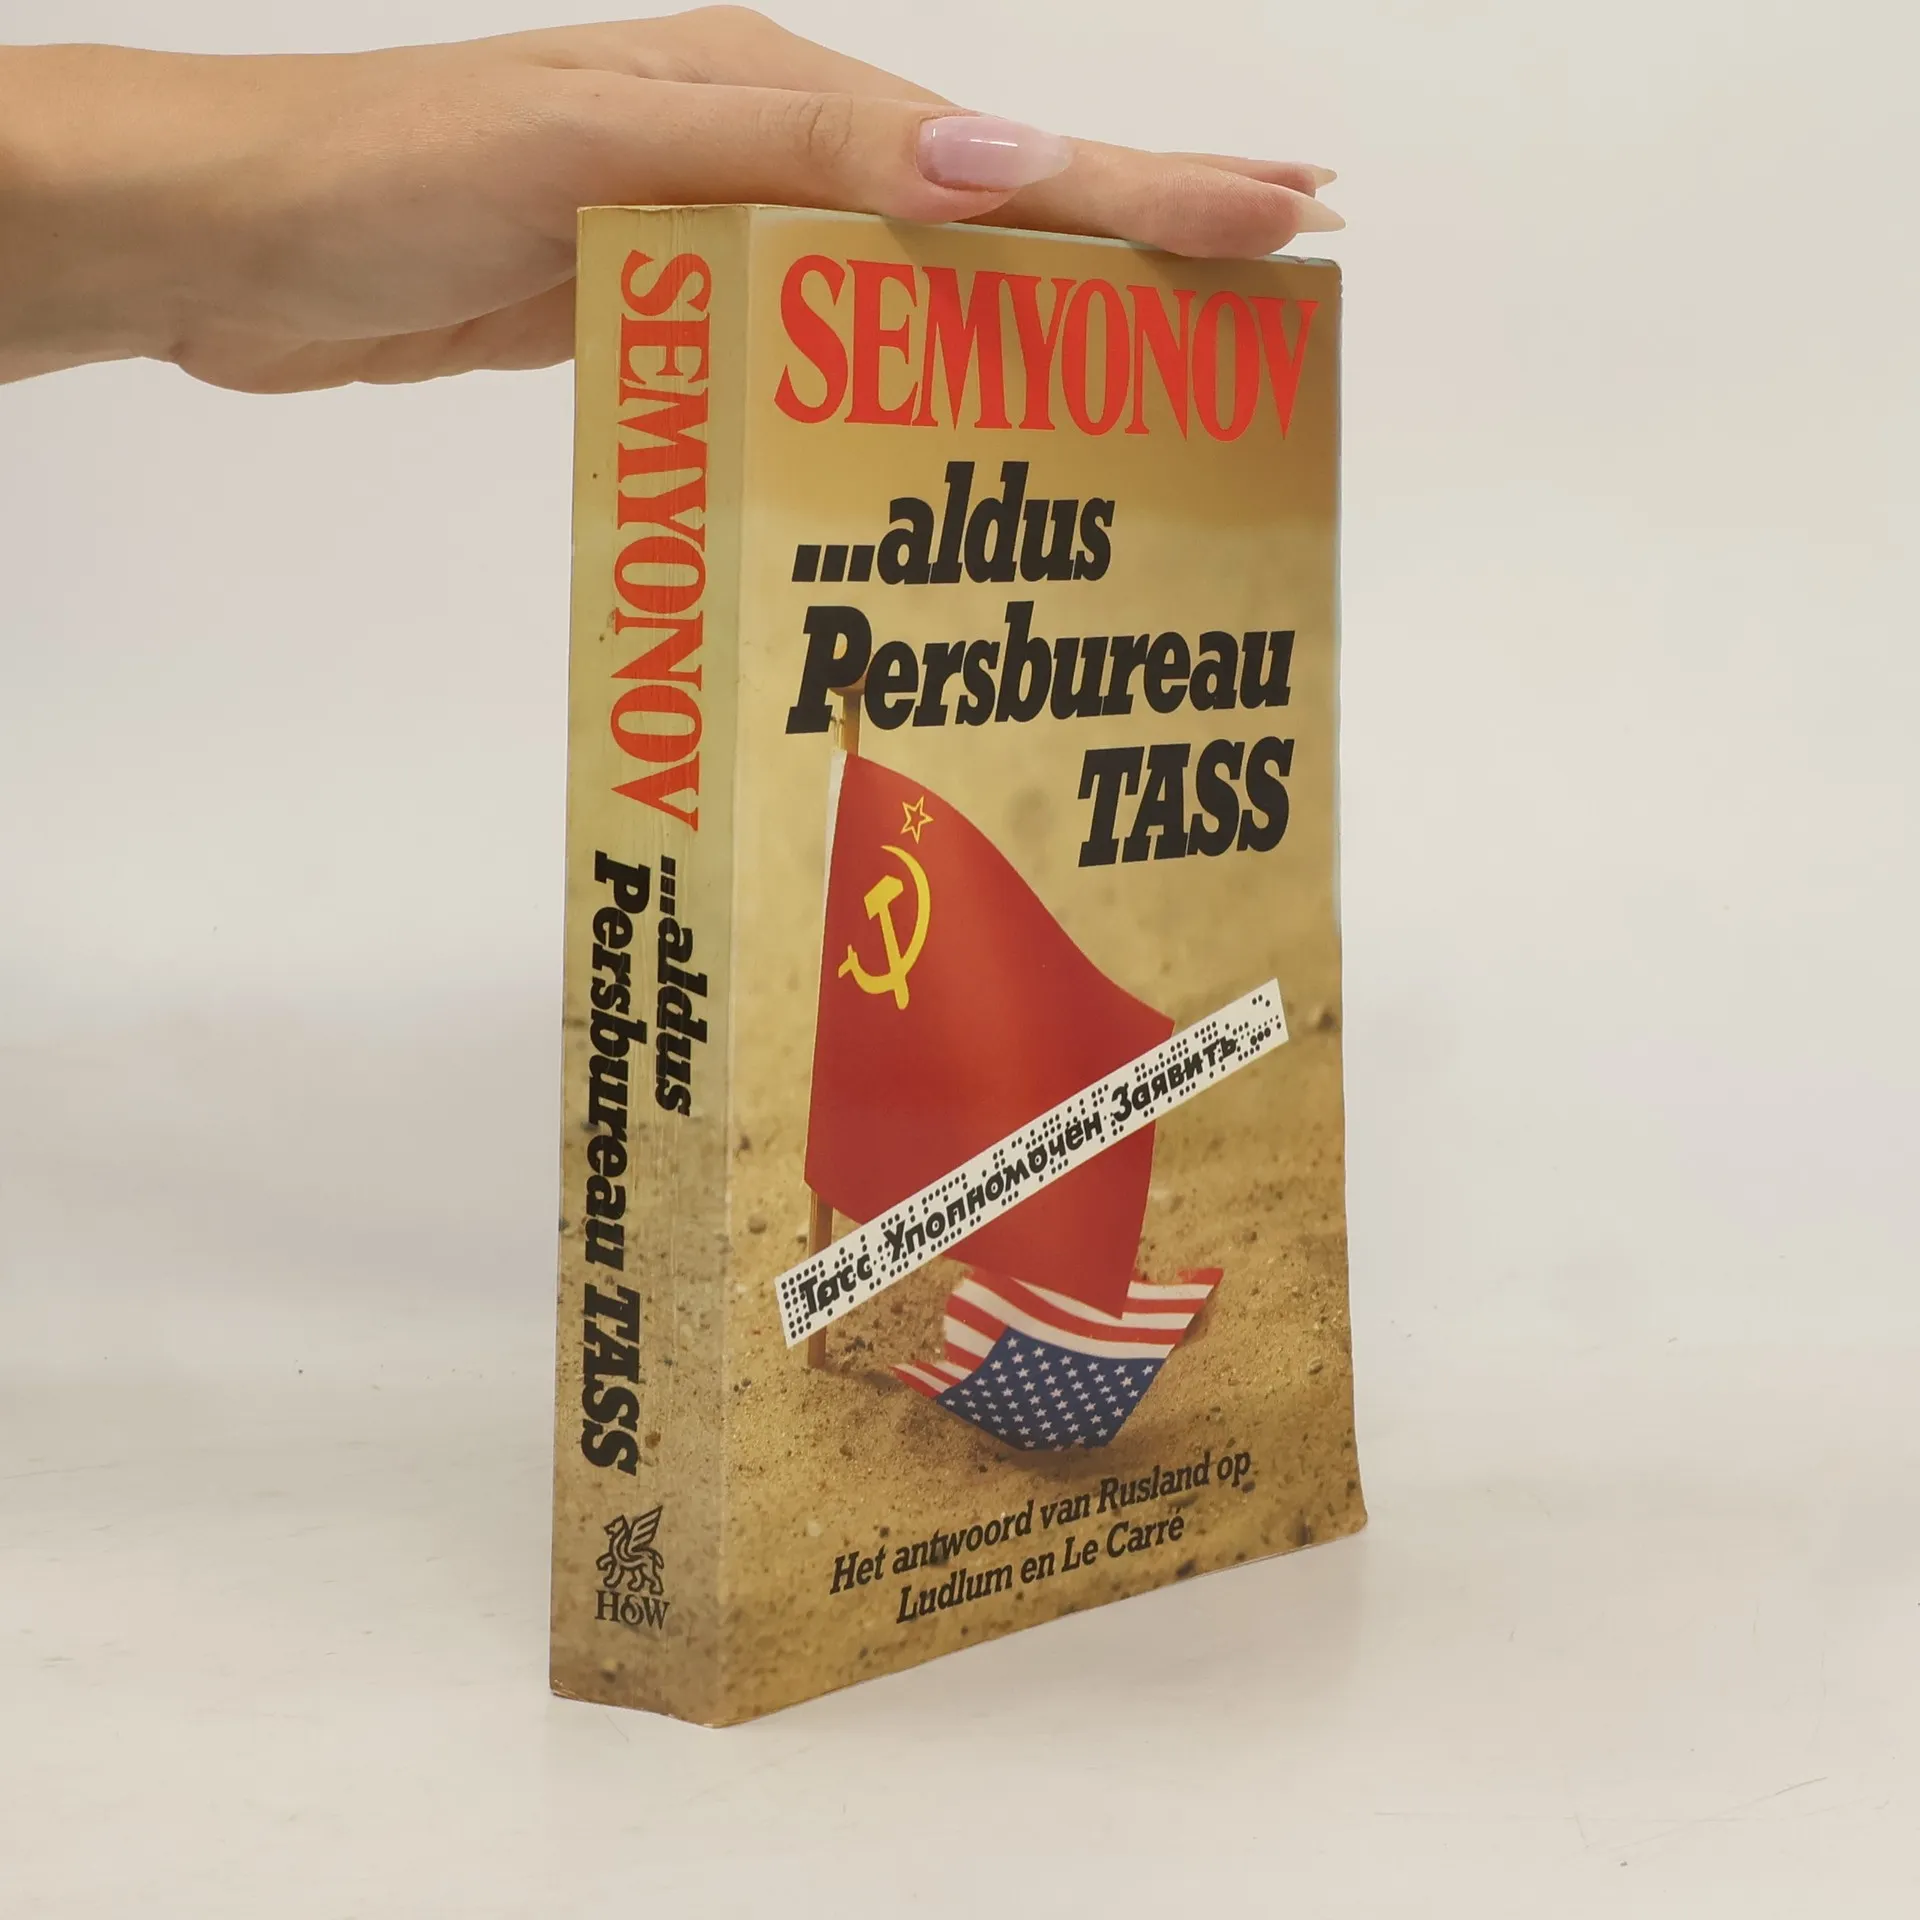 SEMYONOV
...aldus
Persbureau TASS
H&W
SEMYONOV
...aldus
Persbureau
TASS
Тасс Уполномочен Заявить...
Het antwoord van Rusland op
Ludlum en Le Carré